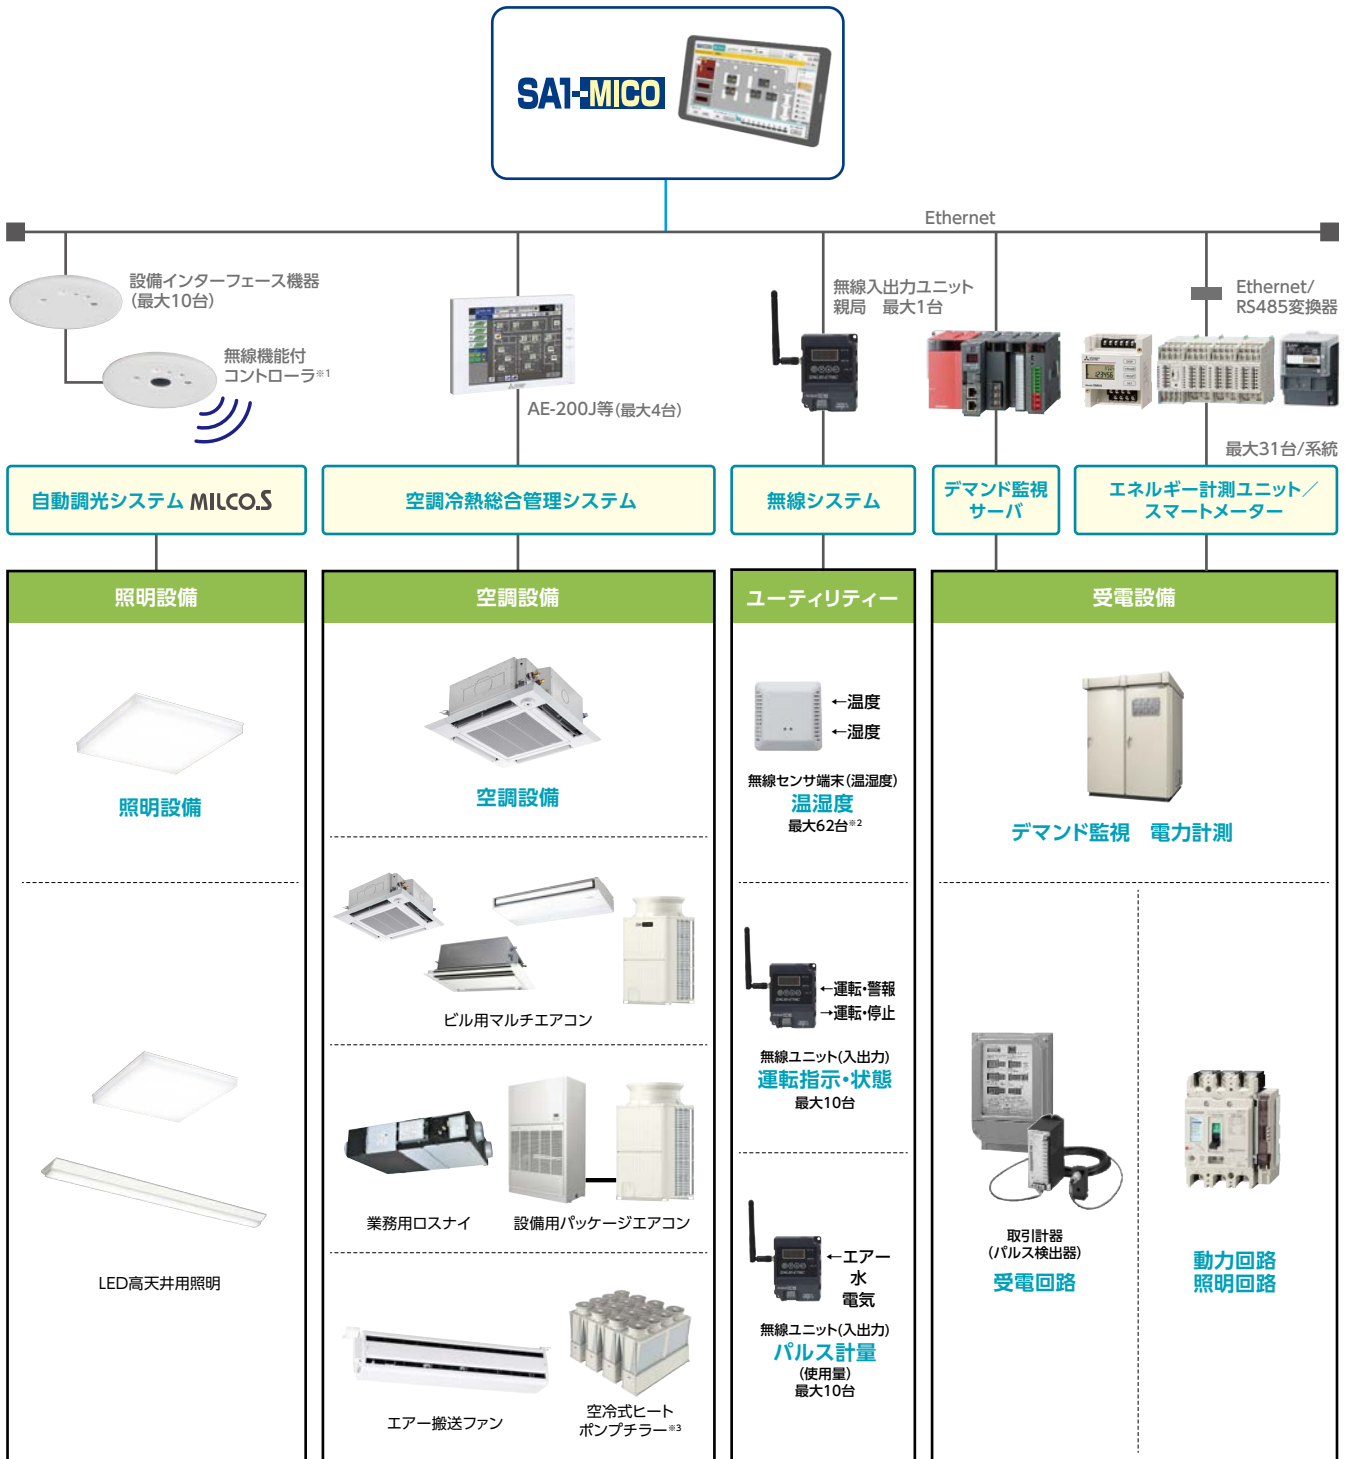 SA1-MICO
Ethernet
設備インターフェース機器
(最大10台)
無線機能付
コントローラ※1
AE-200J等(最大4台)
無線入出力ユニット
親局　最大1台
Ethernet/
RS485変換器
最大31台/系統
自動調光システム MILCO.S
空調冷熱総合管理システム
無線システム
デマンド監視
サーバ
エネルギー計測ユニット／
スマートメーター
照明設備
空調設備
ユーティリティー
受電設備
照明設備
LED高天井用照明
空調設備
ビル用マルチエアコン
業務用ロスナイ
設備用パッケージエアコン
エアー搬送ファン
空冷式ヒート
ポンプチラー※3
←温度
←湿度
無線センサ端末(温湿度)
温湿度
最大62台※2
←運転・警報
→運転・停止
無線ユニット(入出力)
運転指示・状態
最大10台
←エアー
水
電気
無線ユニット(入出力)
パルス計量
(使用量)
最大10台
デマンド監視　電力計測
取引計器
(パルス検出器)
受電回路
動力回路
照明回路